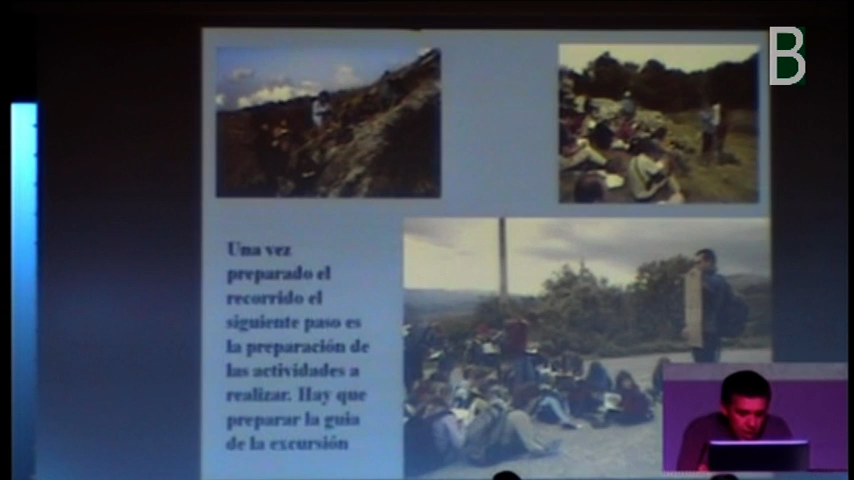 B
Una vez
preparado el
recorrido el
siguiente paso es
la preparación de
las actividades a
realizar. Hay que
preparar la guia
de la excursión